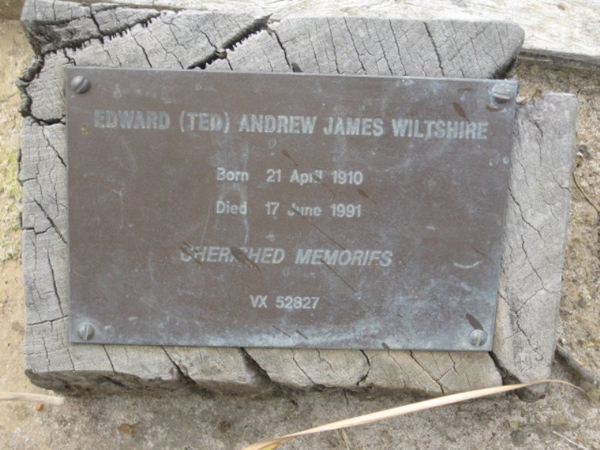 EDWARD (TED) ANDREW JAMES WILTSHIRE
Born 21 April 1910
Died 17 June 1991
CHERISHED MEMORIES
VX 52827